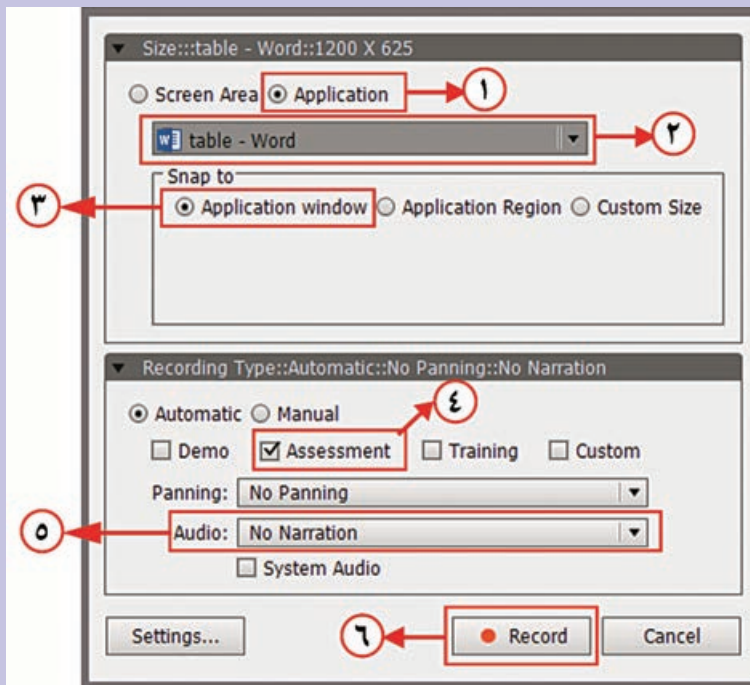 Size:::table - Word::1200 X 625
Screen Area Application ١
table - Word ٢
Snap to
٣ Application window Application Region Custom Size
Recording Type::Automatic::No Panning::No Narration
Automatic Manual ٤
Demo Assessment Training Custom
Panning: No Panning
٥ Audio: No Narration
System Audio
Settings... ٦ Record Cancel